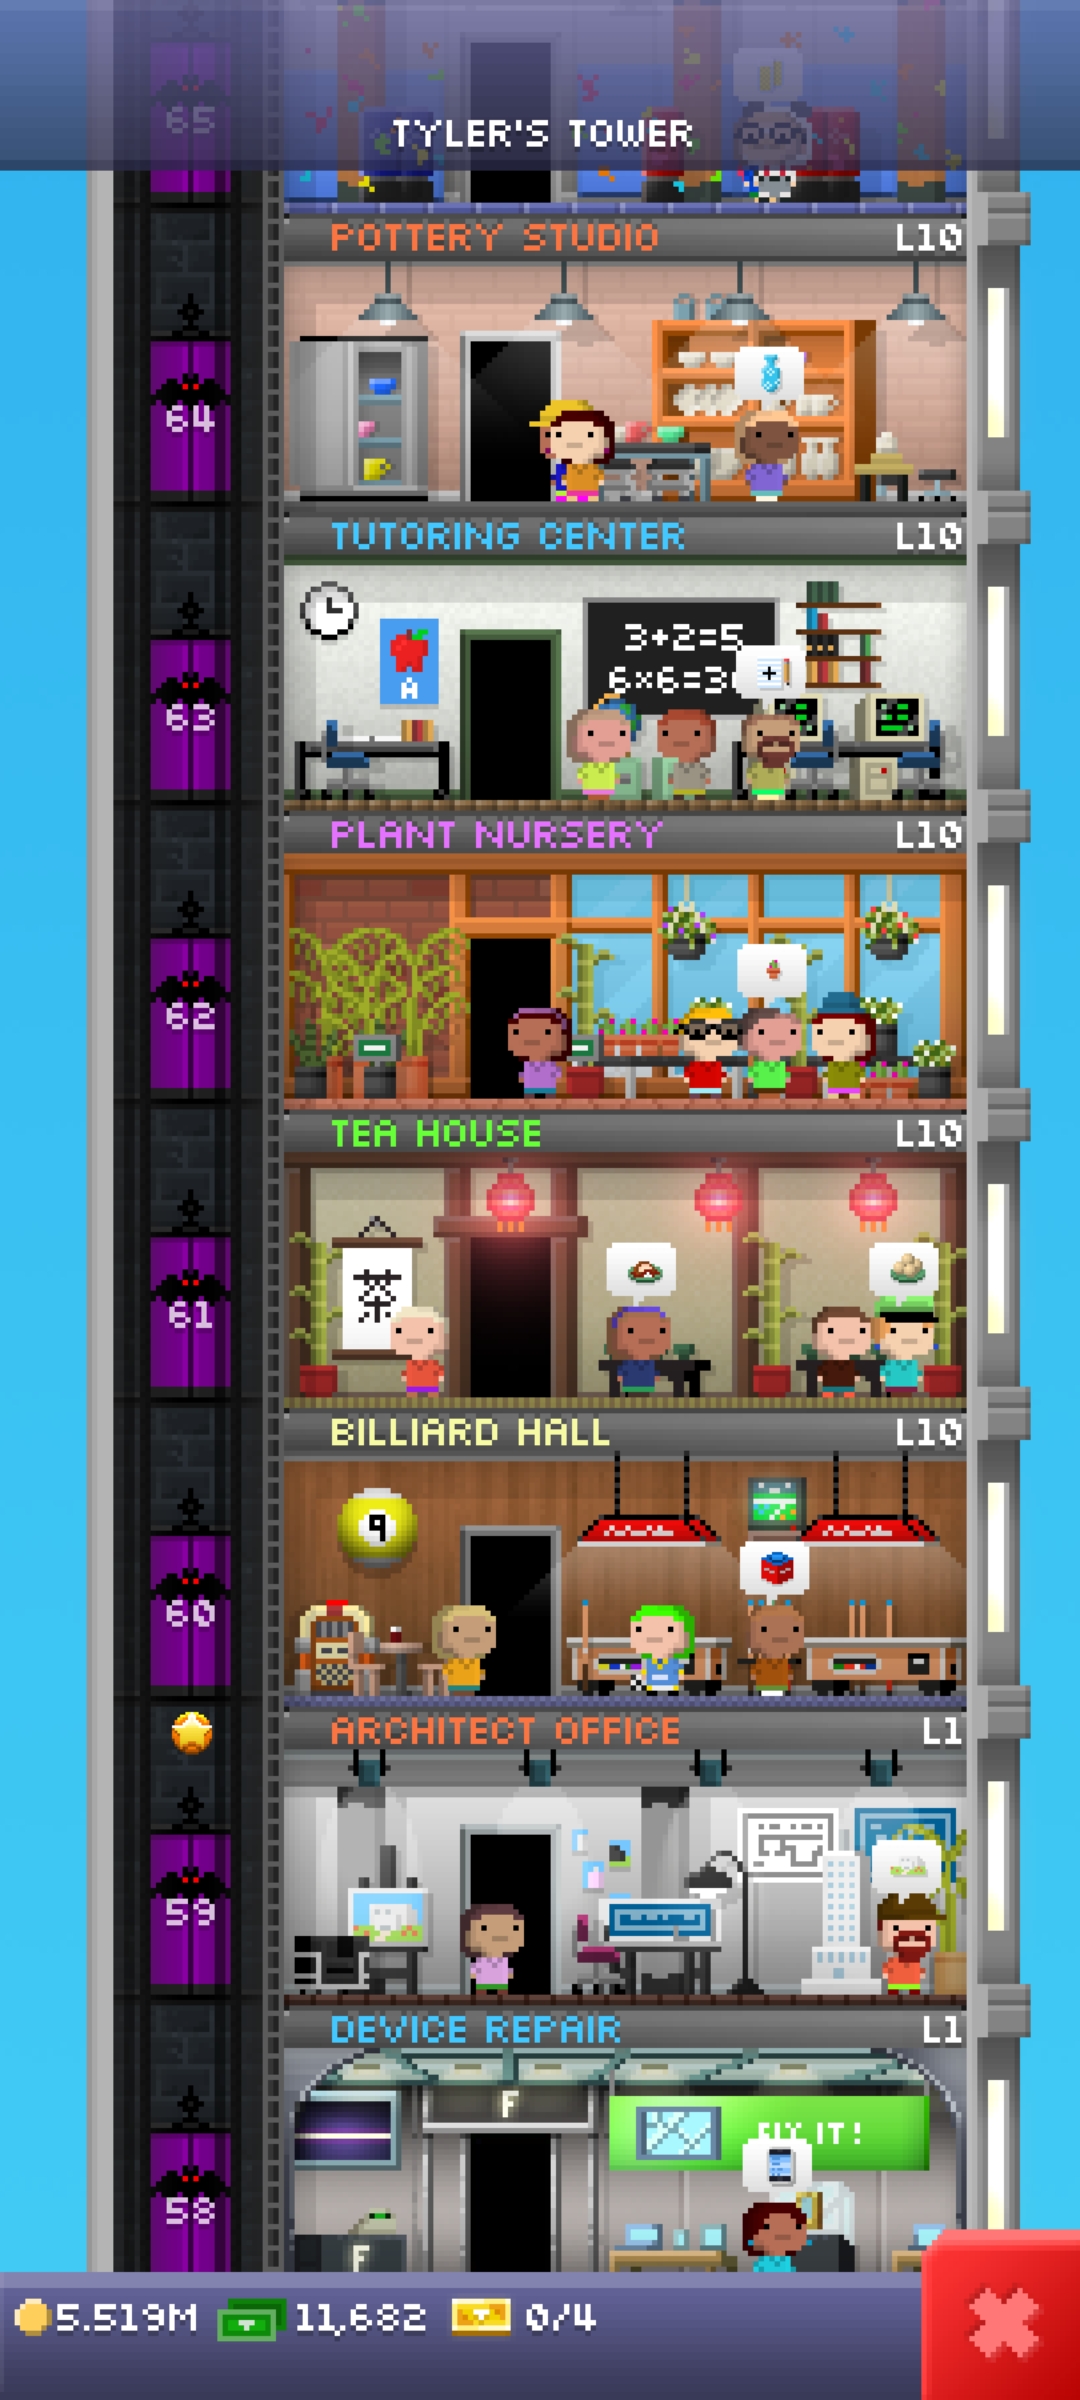 65
TYLER'S TOWER
POTTERY STUDIO L10
64
TUTORING CENTER L10
3+2=5
6×6=3
A
63
PLANT NURSERY L10
62
TEA HOUSE L10
茶
61
BILLIARD HALL L10
9
60
ARCHITECT OFFICE L1
59
DEVICE REPAIR L1
F
FIX IT!
58
F
5.519M 11,682 0/4